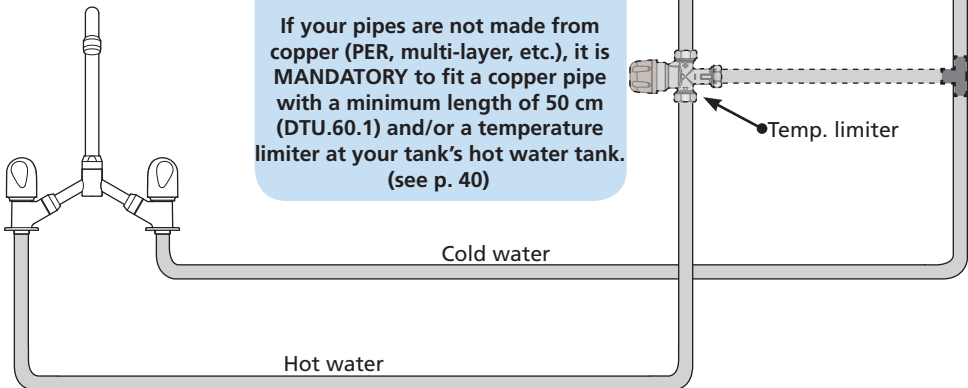 If your pipes are not made from
copper (PER, multi-layer, etc.), it is
MANDATORY to fit a copper pipe
with a minimum length of 50 cm
(DTU.60.1) and/or a temperature
limiter at your tank's hot water tank.
(see p. 40)
Temp. limiter
Cold water
Hot water